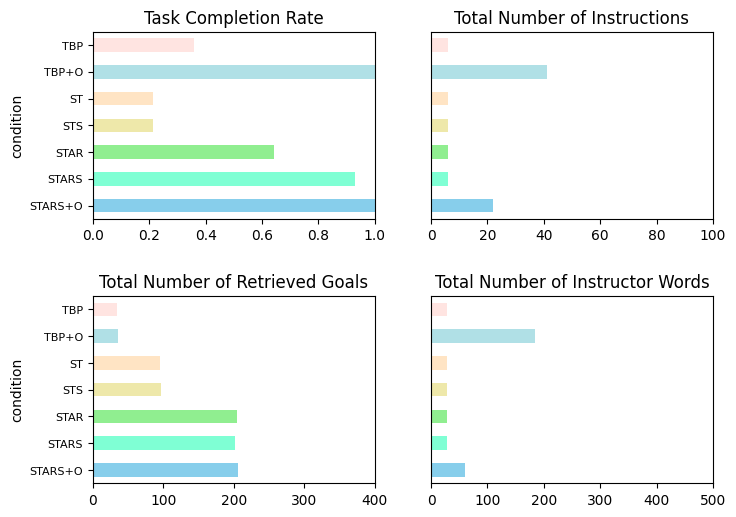 Task Completion Rate
condition
TBP
TBP+O
ST
STS
STAR
STARS
STARS+O
0.0 0.2 0.4 0.6 0.8 1.0
Total Number of Instructions
0 20 40 60 80 100
Total Number of Retrieved Goals
condition
TBP
TBP+O
ST
STS
STAR
STARS
STARS+O
0 100 200 300 400
Total Number of Instructor Words
0 100 200 300 400 500